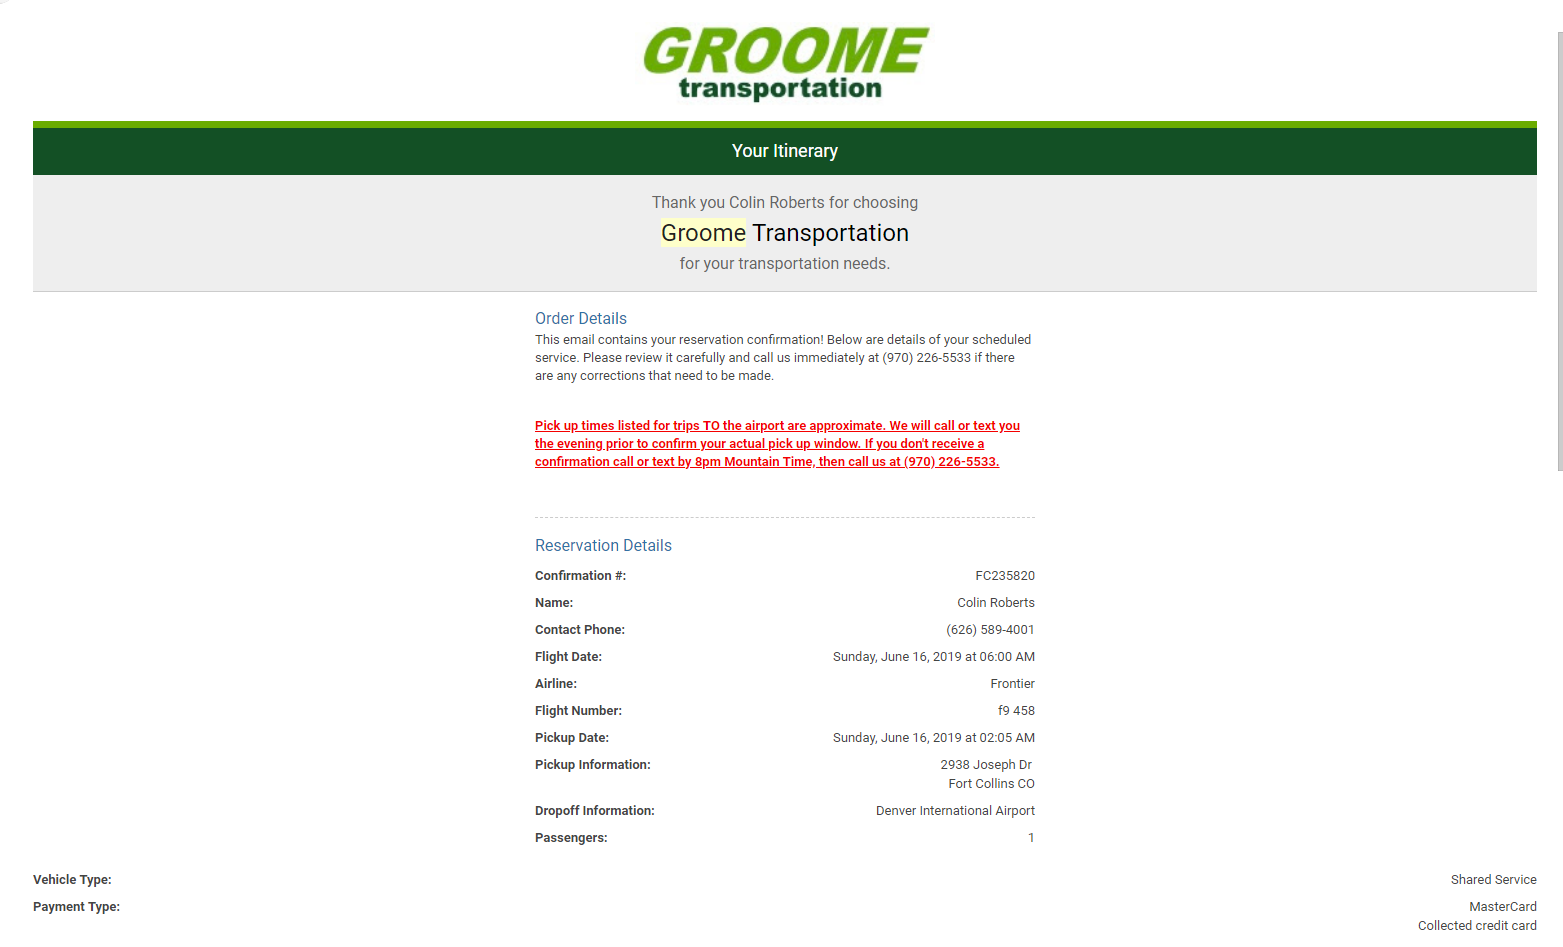 GROOME
transportation
Your Itinerary
Thank you Colin Roberts for choosing
Groome Transportation
for your transportation needs.
Order Details
This email contains your reservation confirmation! Below are details of your scheduled
service. Please review it carefully and call us immediately at (970) 226-5533 if there
are any corrections that need to be made.
Pick up times listed for trips TO the airport are approximate. We will call or text you
the evening prior to confirm your actual pick up window. If you don't receive a
confirmation call or text by 8pm Mountain Time, then call us at (970) 226-5533.
Reservation Details
Confirmation #: FC235820
Name: Colin Roberts
Contact Phone: (626) 589-4001
Flight Date: Sunday, June 16, 2019 at 06:00 AM
Airline: Frontier
Flight Number: f9 458
Pickup Date: Sunday, June 16, 2019 at 02:05 AM
Pickup Information: 2938 Joseph Dr
Fort Collins CO
Dropoff Information: Denver International Airport
Passengers: 1
Vehicle Type: Shared Service
Payment Type: MasterCard
Collected credit card